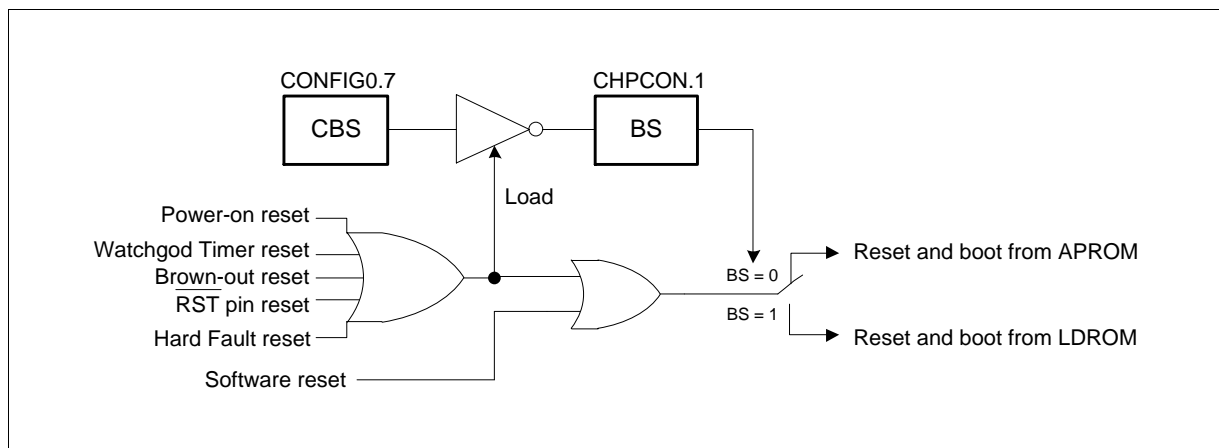 CONFIG0.7
CHPCON.1
CBS
BS
Load
Power-on reset
Watchgod Timer reset
Brown-out reset
RST pin reset
Hard Fault reset
Software reset
BS = 0
BS = 1
Reset and boot from APROM
Reset and boot from LDROM